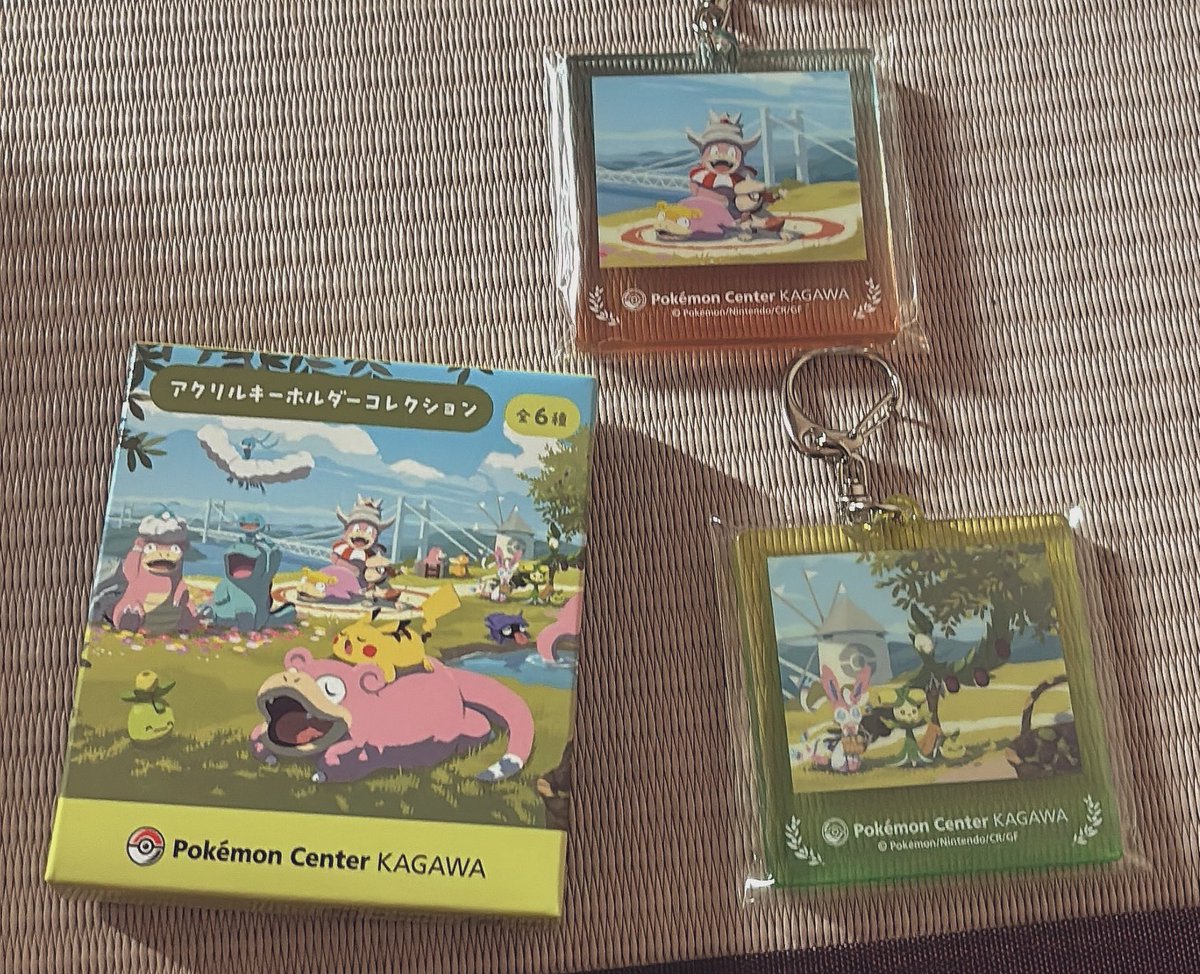 Pokémon Center KAGAWA
© Pokémon/Nintendo/CR/GF
アクリルキーホルダーコレクション
全6種
Pokémon Center KAGAWA
Pokémon Center KAGAWA
© Pokémon/Nintendo/CR/GF